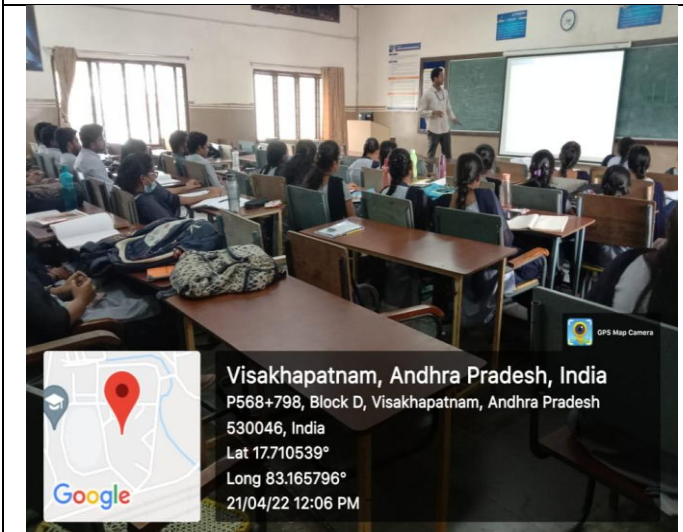 GPS Map Camera
Visakhapatnam, Andhra Pradesh, India
P568+798, Block D, Visakhapatnam, Andhra Pradesh
530046, India
Lat 17.710539°
Long 83.165796°
21/04/22 12:06 PM
Google